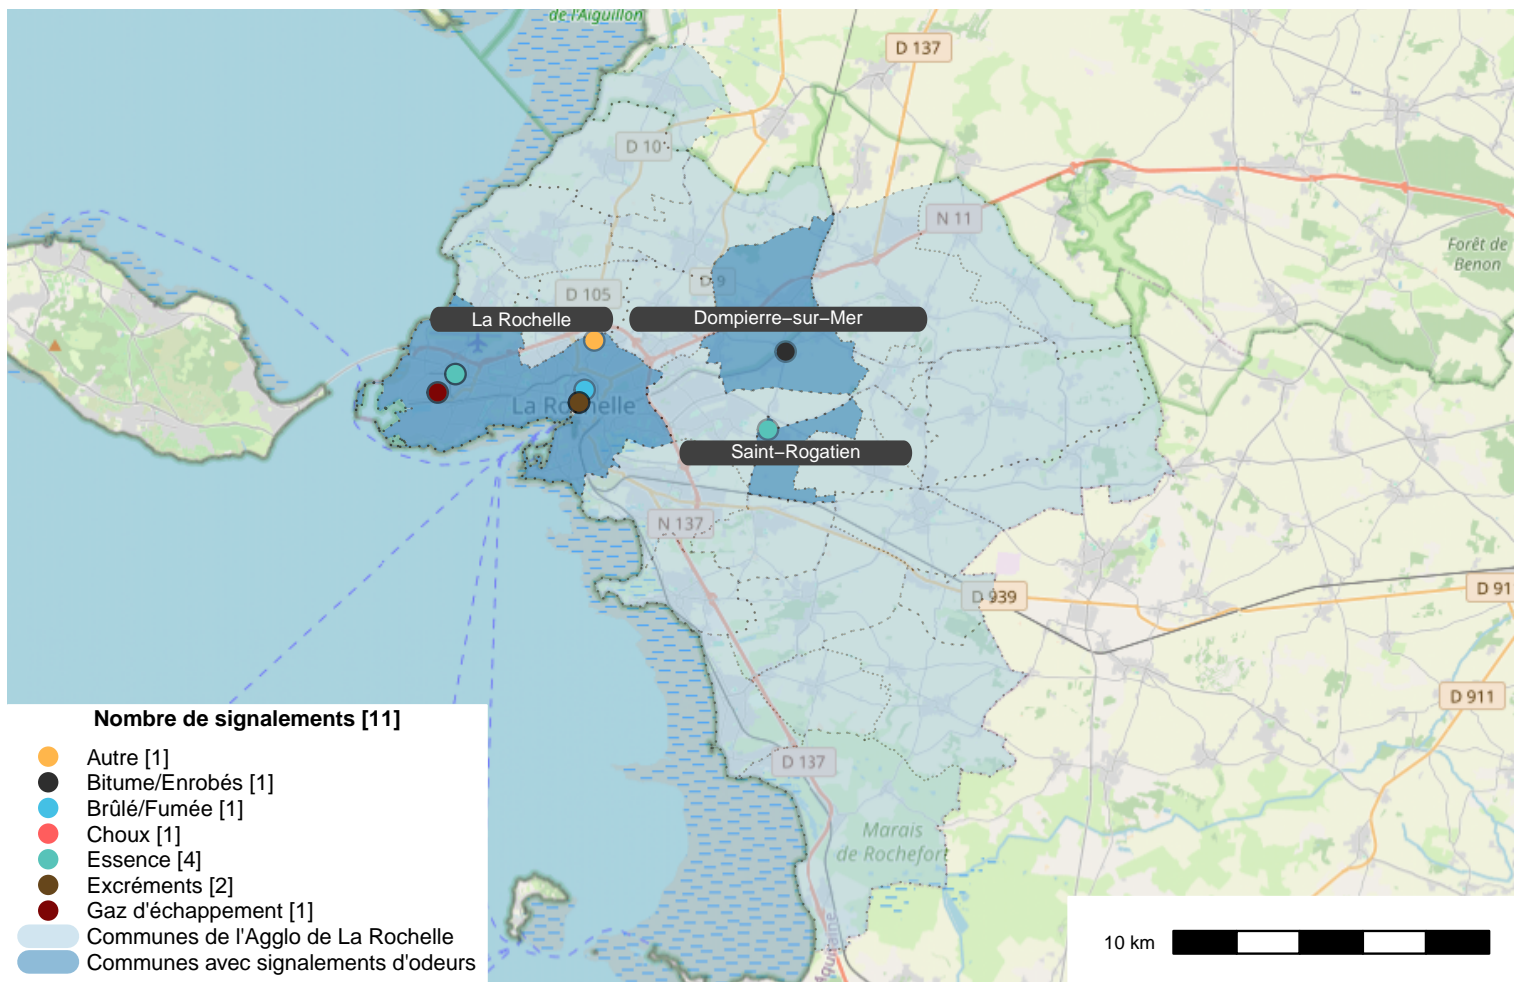 de l'Aiguillon
D 137
D 10
N 11
Forêt de
Benon
D 9
D 105
La Rochelle
Dompierre–sur–Mer
La Rochelle
Saint–Rogatien
N 137
D 939
D 91
D 911
D 137
Marais
de Rochefort
Aquitaine
Nombre de signalements [11]
Autre [1]
Bitume/Enrobés [1]
Brûlé/Fumée [1]
Choux [1]
Essence [4]
Excréments [2]
Gaz d'échappement [1]
Communes de l'Agglo de La Rochelle
Communes avec signalements d'odeurs
10 km